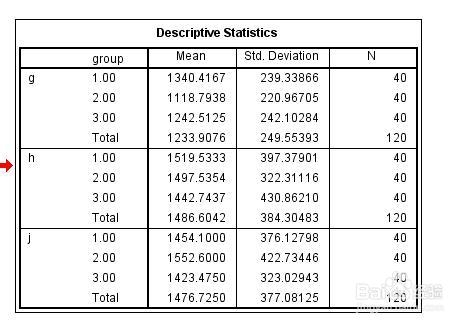 Descriptive Statistics
group Mean Std. Deviation N
g 1.00 1340.4167 239.33866 40
2.00 1118.7938 220.96705 40
3.00 1242.5125 242.10284 40
Total 1233.9076 249.55393 120
h 1.00 1519.5333 397.37901 40
2.00 1497.5354 322.31116 40
3.00 1442.7437 430.86210 40
Total 1486.6042 384.30483 120
j 1.00 1454.1000 376.12798 40
2.00 1552.6000 422.73446 40
3.00 1423.4750 323.02943 40
Total 1476.7250 377.08125 120